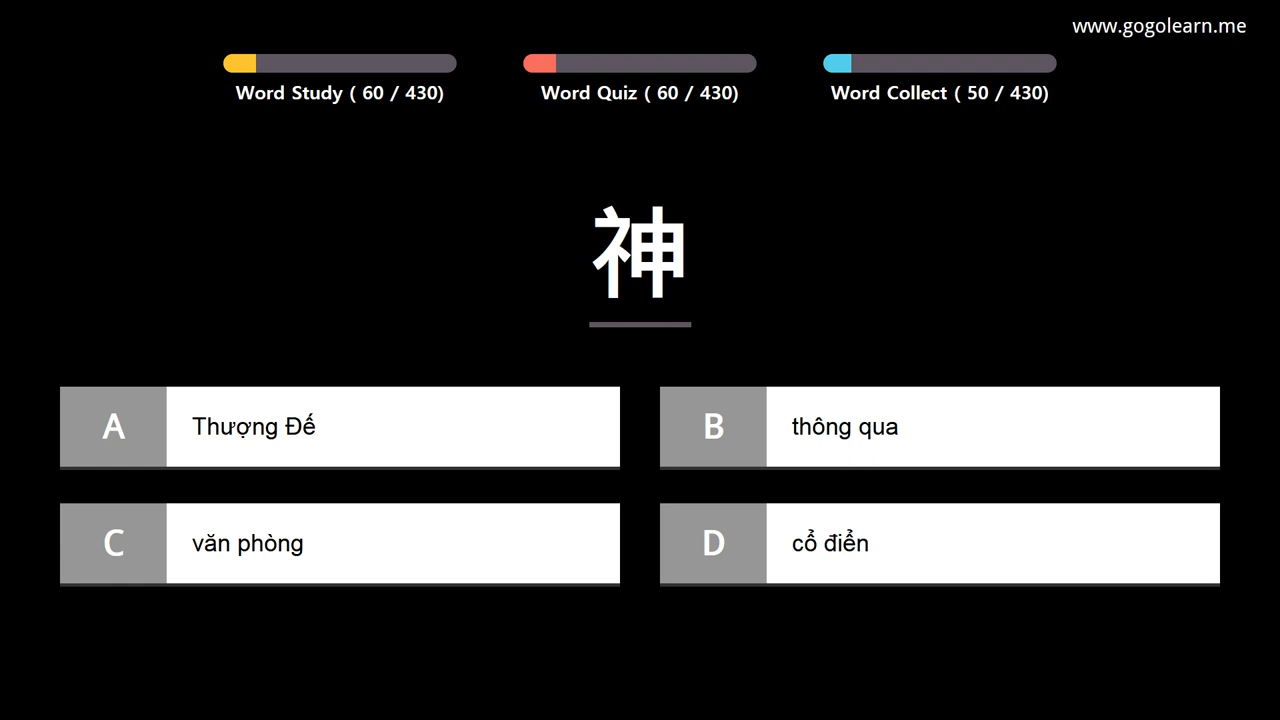 www.gogolearn.me
Word Study ( 60 / 430)
Word Quiz ( 60 / 430)
Word Collect ( 50 / 430)
神
A
Thượng Đế
B
thông qua
C
văn phòng
D
cổ điển